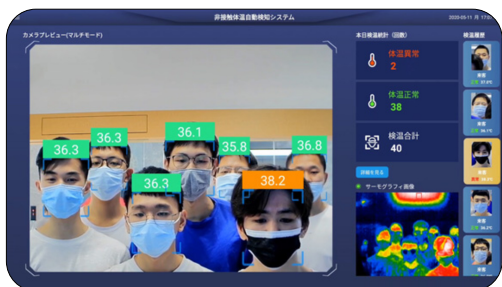 非接触体温自動検知システム
2020-05-11 月 17:0
カメラプレビュー(マルチモード)
本日検温統計（回数）
検温履歴
体温異常
2
体温正常
38
検温合計
40
詳細を見る
サーモグラフィ画像
36.3
36.3
36.1
35.8
36.8
36.3
38.2